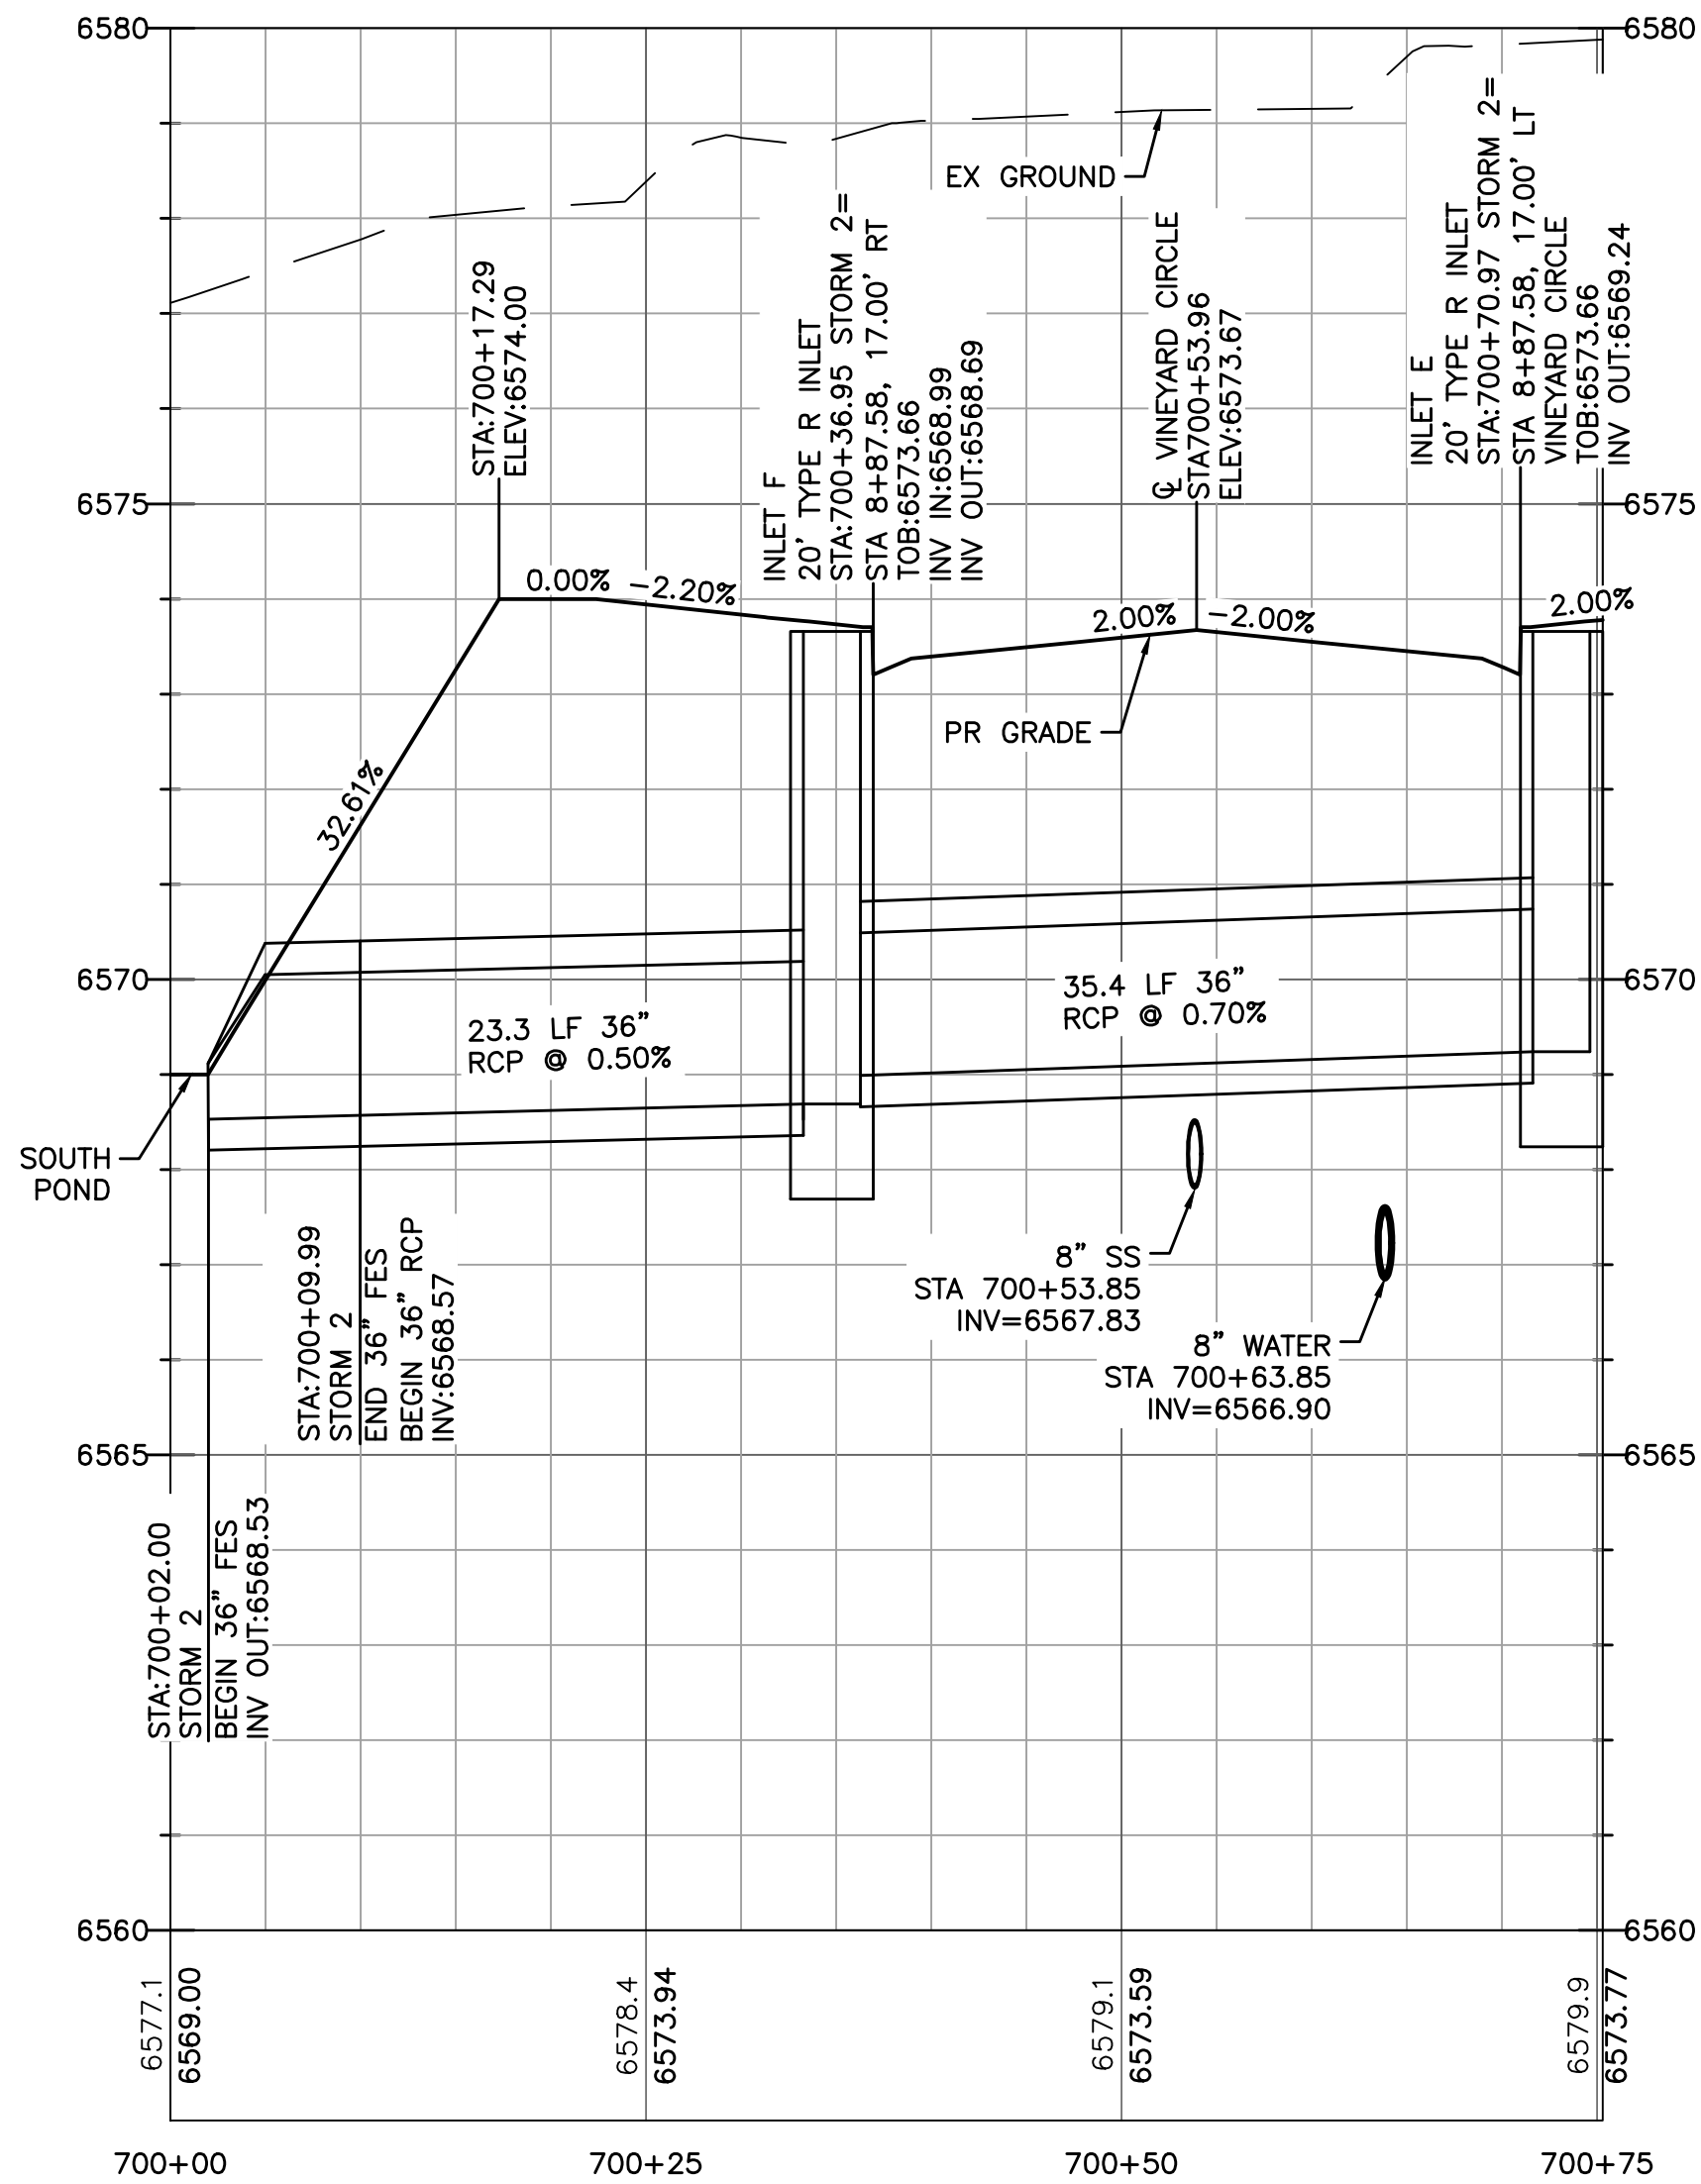 6580
6580
EX GROUND
STA:700+17.29
ELEV:6574.00
INLET F
20' TYPE R INLET
STA:700+36.95 STORM 2=
STA 8+87.58, 17.00' RT
TOB:6573.66
INV IN:6568.99
INV OUT:6568.69
℄ VINEYARD CIRCLE
STA700+53.96
ELEV:6573.67
INLET E
20' TYPE R INLET
STA:700+70.97 STORM 2=
STA 8+87.58, 17.00' LT
VINEYARD CIRCLE
TOB:6573.66
INV OUT:6569.24
6575
6575
0.00%
-2.20%
2.00%
-2.00%
2.00%
PR GRADE
32.61%
6570
6570
23.3 LF 36"
RCP @ 0.50%
35.4 LF 36"
RCP @ 0.70%
SOUTH
POND
8" SS
STA 700+53.85
INV=6567.83
8" WATER
STA 700+63.85
INV=6566.90
STA:700+09.99
STORM 2
END 36" FES
BEGIN 36" RCP
INV:6568.57
6565
6565
STA:700+02.00
STORM 2
BEGIN 36" FES
INV OUT:6568.53
6560
6560
6577.1
6569.00
6578.4
6573.94
6579.1
6573.59
6579.9
6573.77
700+00
700+25
700+50
700+75